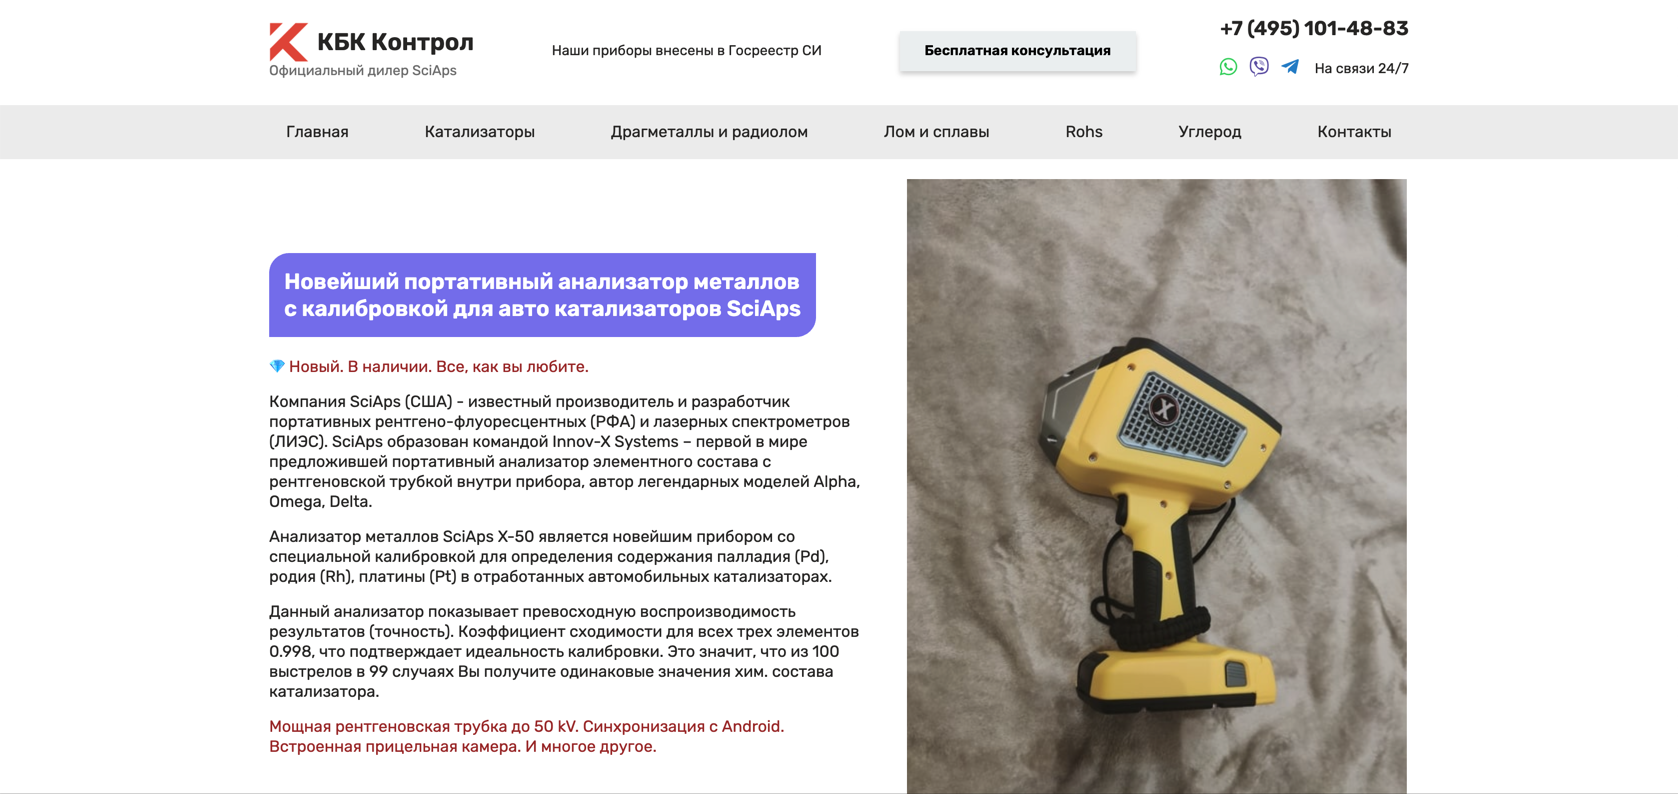 КБК Контрол
Официальный дилер SciAps
Наши приборы внесены в Госреестр СИ
Бесплатная консультация
+7 (495) 101-48-83
На связи 24/7
Главная
Катализаторы
Драгметаллы и радиолом
Лом и сплавы
Rohs
Углерод
Контакты
Новейший портативный анализатор металлов
с калибровкой для авто катализаторов SciAps
💎 Новый. В наличии. Все, как вы любите.
Компания SciAps (США) - известный производитель и разработчик
портативных рентгено-флуоресцентных (РФА) и лазерных спектрометров
(ЛИЭС). SciAps образован командой Innov-X Systems – первой в мире
предложившей портативный анализатор элементного состава с
рентгеновской трубкой внутри прибора, автор легендарных моделей Alpha,
Omega, Delta.
Анализатор металлов SciAps X-50 является новейшим прибором со
специальной калибровкой для определения содержания палладия (Pd),
родия (Rh), платины (Pt) в отработанных автомобильных катализаторах.
Данный анализатор показывает превосходную воспроизводимость
результатов (точность). Коэффициент сходимости для всех трех элементов
0.998, что подтверждает идеальность калибровки. Это значит, что из 100
выстрелов в 99 случаях Вы получите одинаковые значения хим. состава
катализатора.
Мощная рентгеновская трубка до 50 kV. Синхронизация с Android.
Встроенная прицельная камера. И многое другое.
X